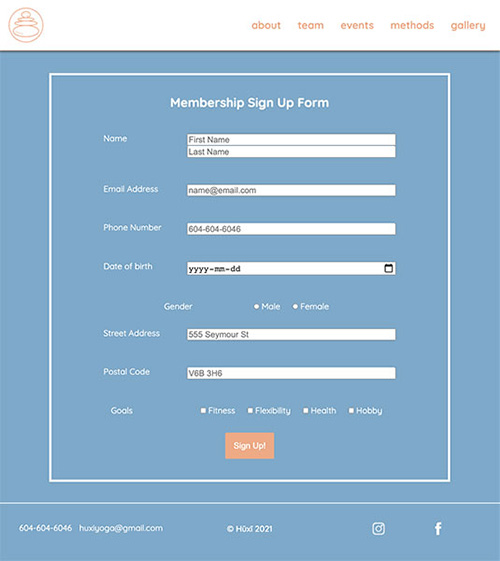 about team events methods gallery
Membership Sign Up Form
Name First Name
Last Name
Email Address name@email.com
Phone Number 604-604-6046
Date of birth yyyy-mm-dd
Gender Male Female
Street Address 555 Seymour St
Postal Code V6B 3H6
Goals Fitness Flexibility Health Hobby
Sign Up!
604-604-6046 huxiyoga@gmail.com © Hūxī 2021